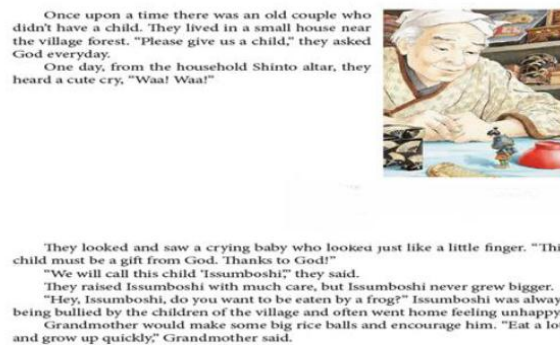 Once upon a time there was an old couple who
didn't have a child. They lived in a small house near
the village forest. "Please give us a child," they asked
God everyday.
One day, from the household Shinto altar, they
heard a cute cry, "Waa! Waa!"
They looked and saw a crying baby who looked just like a little finger. "Thi
child must be a gift from God. Thanks to God!"
"We will call this child 'Issumboshi'," they said.
They raised Issumboshi with much care, but Issumboshi never grew bigger.
"Hey, Issumboshi, do you want to be eaten by a frog?" Issumboshi was alway
being bullied by the children of the village and often went home feeling unhappy
Grandmother would make some big rice balls and encourage him. "Eat a lo
and grow up quickly," Grandmother said.